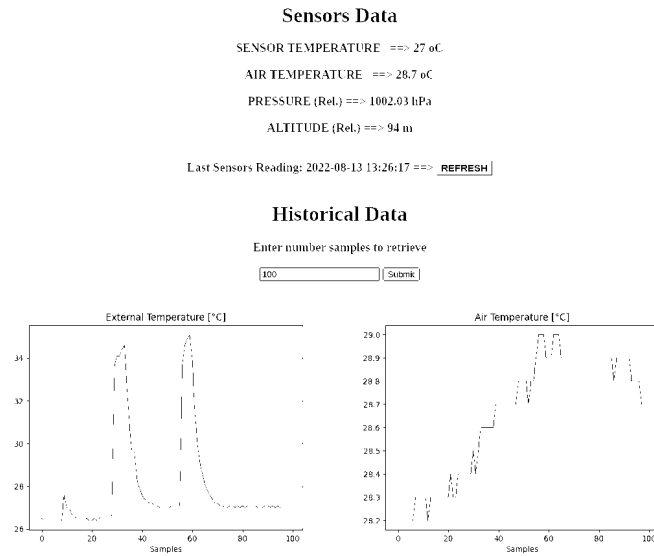 Sensors Data
SENSOR TEMPERATURE ==> 27 oC
AIR TEMPERATURE ==> 28.7 oC
PRESSURE (Rel.) ==> 1002.03 hPa
ALTITUDE (Rel.) ==> 94 m
Last Sensors Reading: 2022-08-13 13:26:17 ==> REFRESH
Historical Data
Enter number samples to retrieve
100 Submit
External Temperature [°C]
34
32
30
28
26
0 20 40 60 80 100
Samples
Air Temperature [°C]
29.0
28.9
28.8
28.7
28.6
28.5
28.4
28.3
28.2
0 20 40 60 80 100
Samples